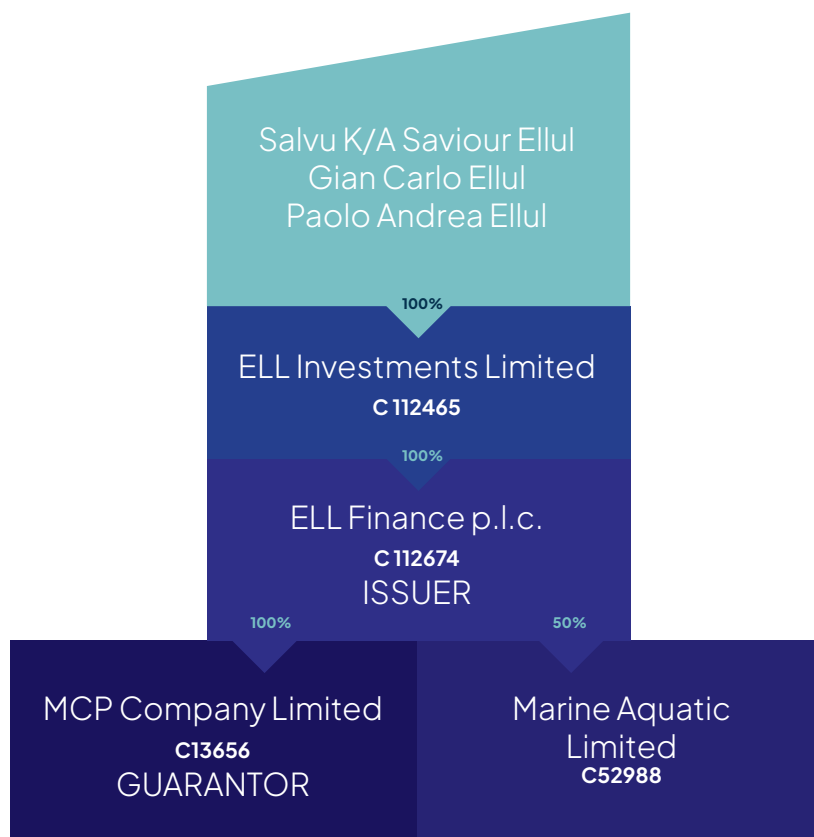 Salvu K/A Saviour Ellul
Gian Carlo Ellul
Paolo Andrea Ellul
100%
ELL Investments Limited
C 112465
100%
ELL Finance p.l.c.
C 112674
ISSUER
100%
50%
MCP Company Limited
C13656
GUARANTOR
Marine Aquatic
Limited
C52988